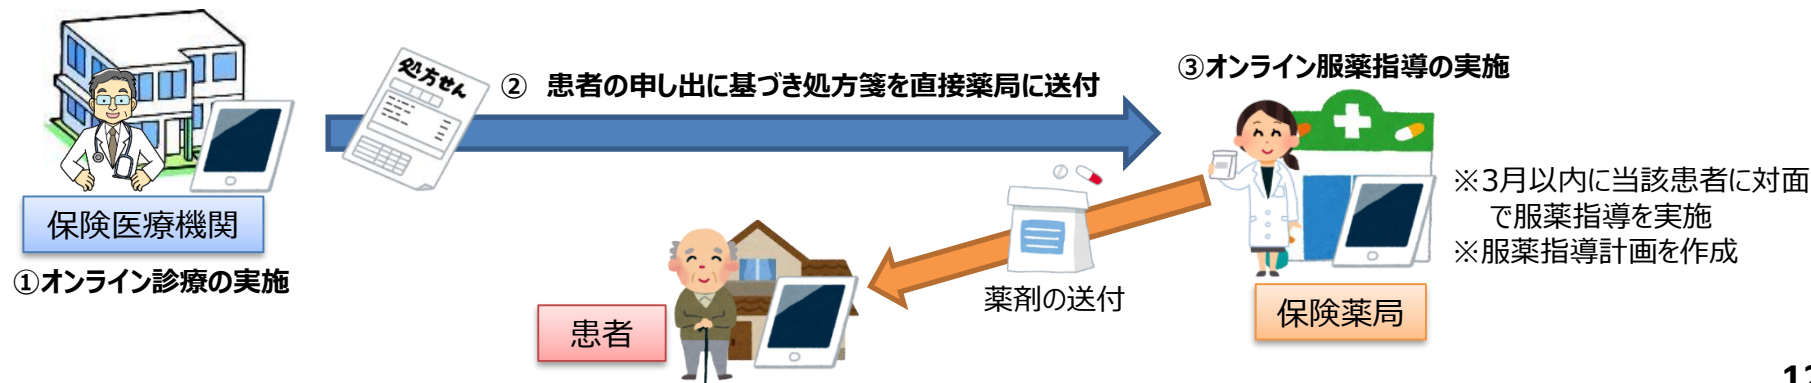 処方せん
② 患者の申し出に基づき処方箋を直接薬局に送付
③オンライン服薬指導の実施
保険医療機関
①オンライン診療の実施
※3月以内に当該患者に対面
で服薬指導を実施
※服薬指導計画を作成
薬剤の送付
患者
保険薬局